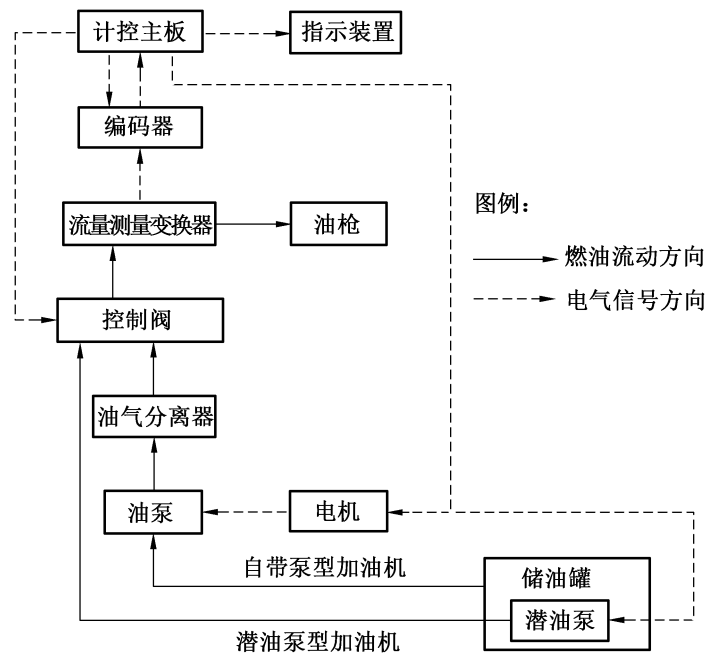 计控主板
指示装置
编码器
流量测量变换器
油枪
图例：
燃油流动方向
电气信号方向
控制阀
油气分离器
油泵
电机
自带泵型加油机
储油罐
潜油泵
潜油泵型加油机